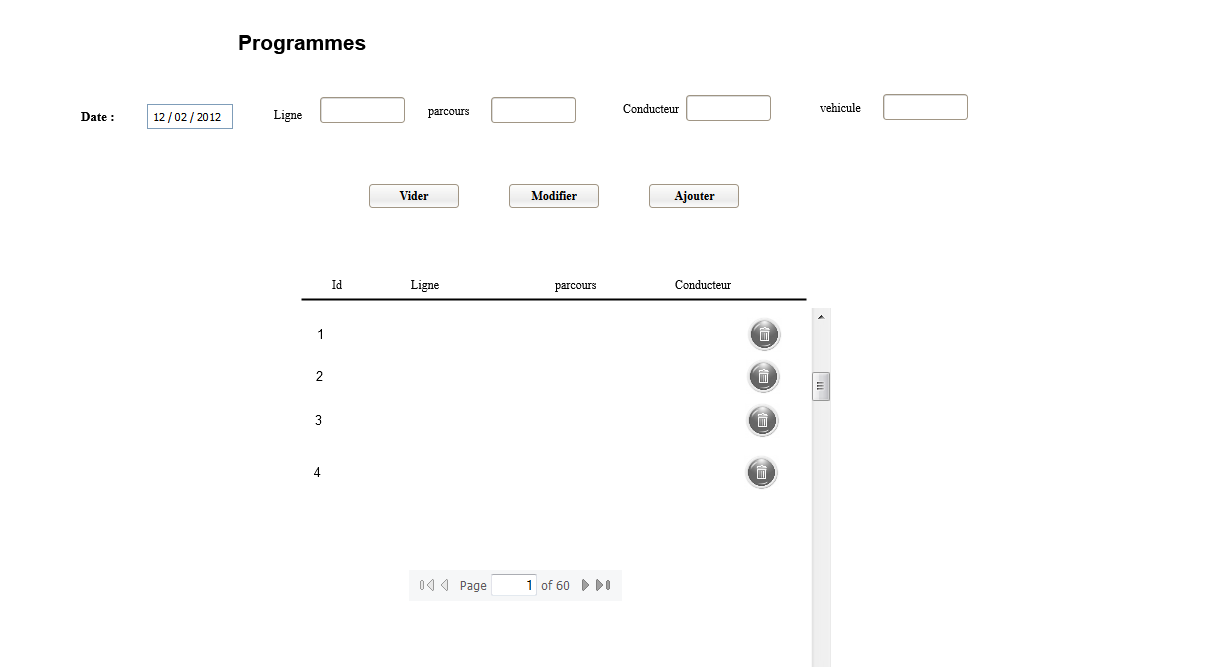 Programmes
Date : 12 / 02 / 2012 Ligne parcours Conducteur vehicule
Vider Modifier Ajouter
Id Ligne parcours Conducteur
1
2
3
4
Page 1 of 60